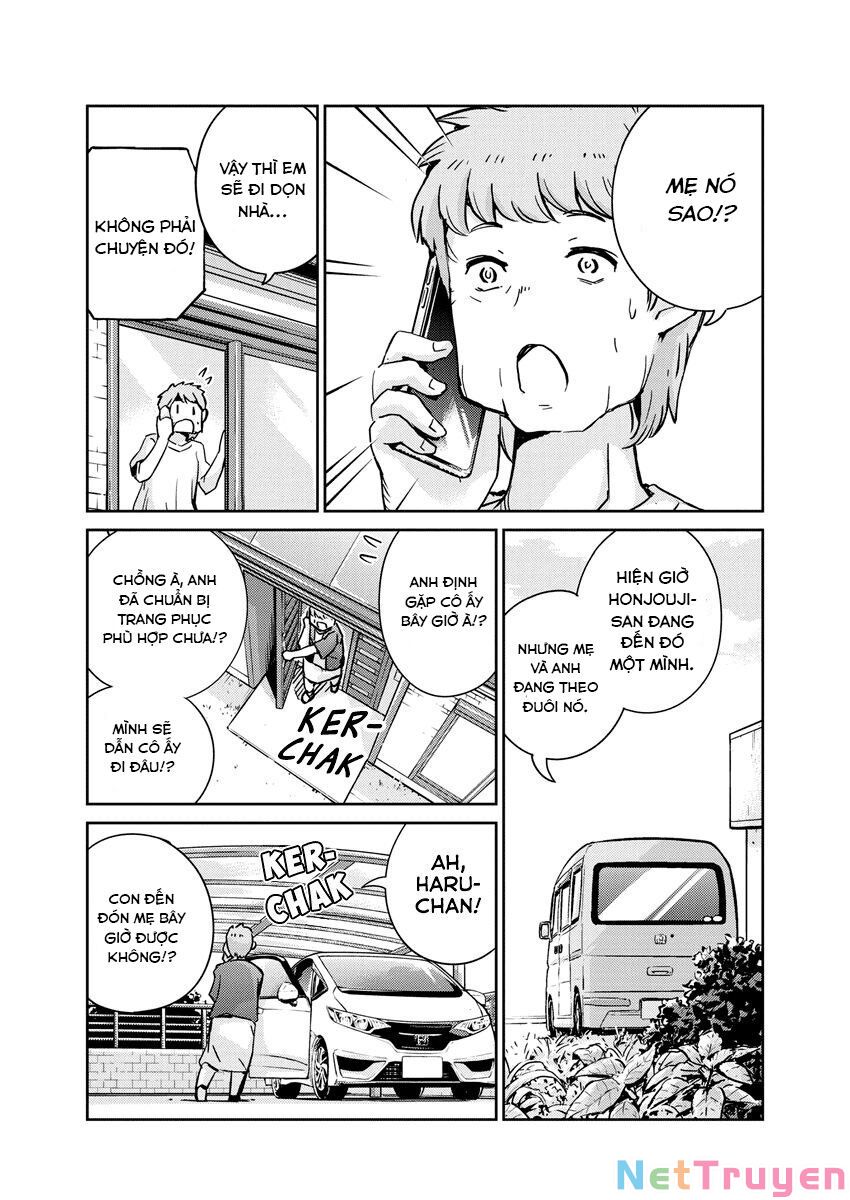 MẸ NÓ
SAO!?
VẬY THÌ EM
SẼ ĐI DỌN
NHÀ...
KHÔNG PHẢI
CHUYỆN ĐÓ!
HIỆN GIỜ
HONJOUJI-
SAN ĐANG
ĐẾN ĐÓ
MỘT MÌNH.
NHƯNG MẸ
VÀ ANH
ĐANG THEO
ĐUÔI NÓ.
ANH ĐỊNH
GẶP CÔ ẤY
BÂY GIỜ À!?
CHỒNG À, ANH
ĐÃ CHUẨN BỊ
TRANG PHỤC
PHÙ HỢP CHƯA!?
MÌNH SẼ
DẪN CÔ ẤY
ĐI ĐÂU!?
KER-
CHAK
AH,
HARU-
CHAN!
KER-
CHAK
CON ĐẾN
ĐÓN MẸ BÂY
GIỜ ĐƯỢC
KHÔNG!?
NetTruyen